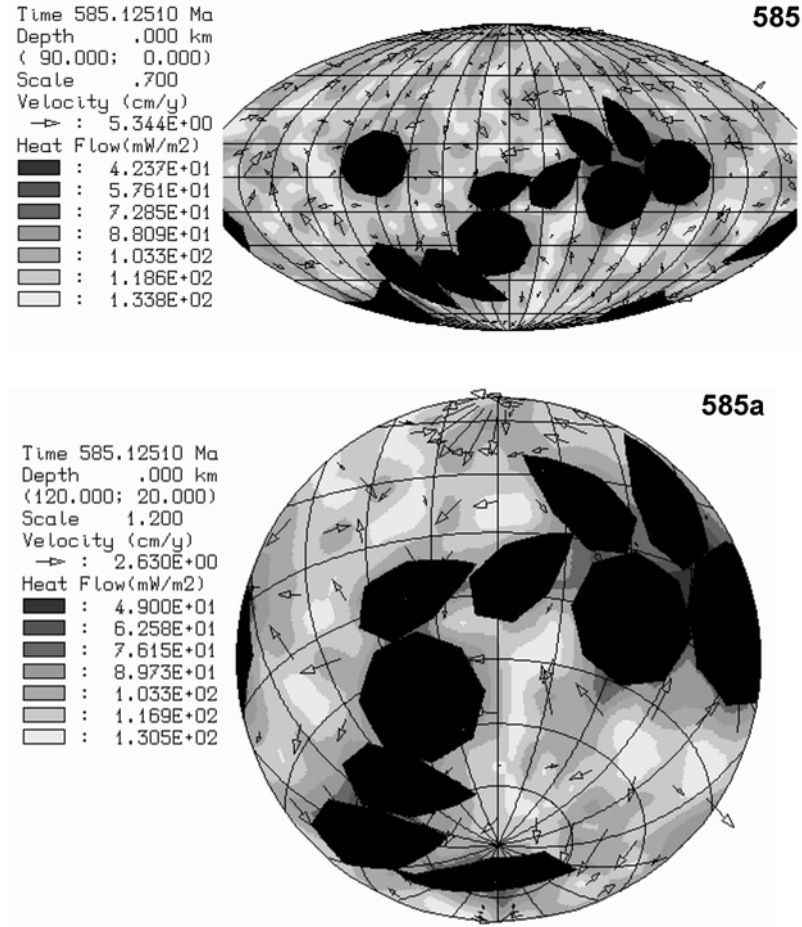 Time 585.12510 Ma
585
Depth .000 km
( 90.000; 0.000)
Scale .700
Velocity (cm/y)
: 5.344E+00
Heat Flow(mW/m2)
: 4.237E+01
: 5.761E+01
: 7.285E+01
: 8.809E+01
: 1.033E+02
: 1.186E+02
: 1.338E+02
585a
Time 585.12510 Ma
Depth .000 km
(120.000; 20.000)
Scale 1.200
Velocity (cm/y)
: 2.630E+00
Heat Flow(mW/m2)
: 4.900E+01
: 6.258E+01
: 7.615E+01
: 8.973E+01
: 1.033E+02
: 1.169E+02
: 1.305E+02